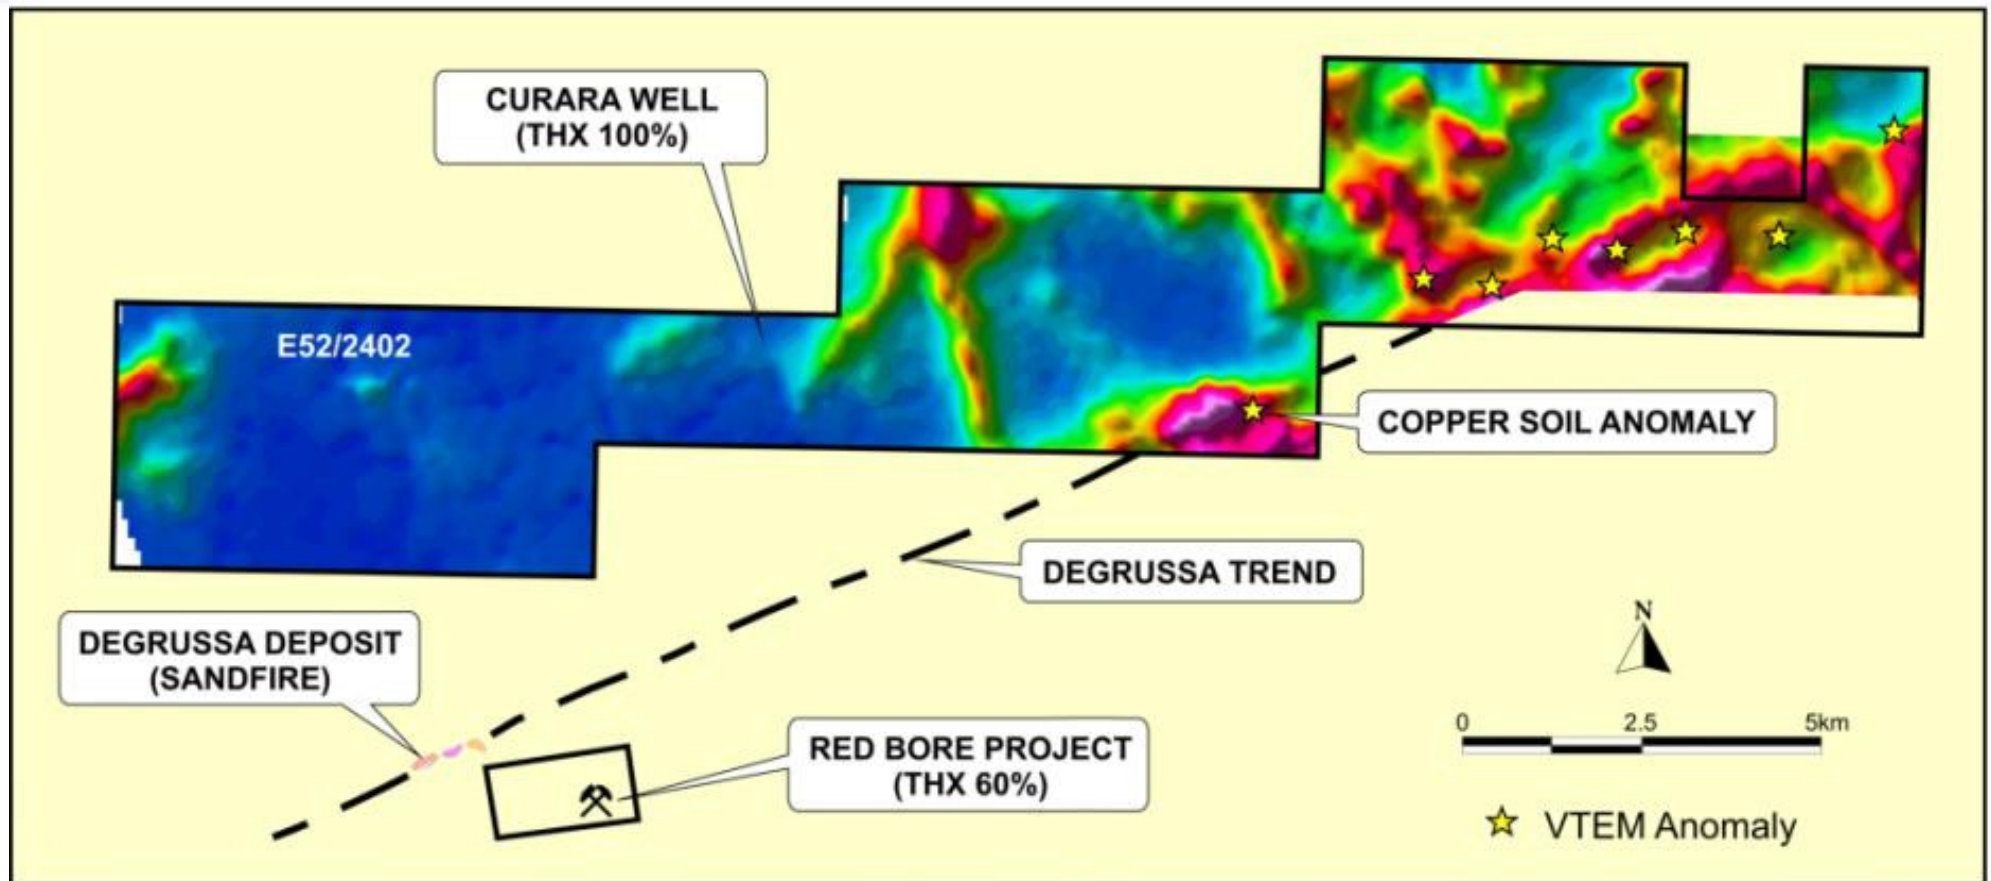 CURARA WELL
(THX 100%)
E52/2402
COPPER SOIL ANOMALY
DEGRUSSA TREND
DEGRUSSA DEPOSIT
(SANDFIRE)
RED BORE PROJECT
(THX 60%)
N
0 2.5 5km
VTEM Anomaly